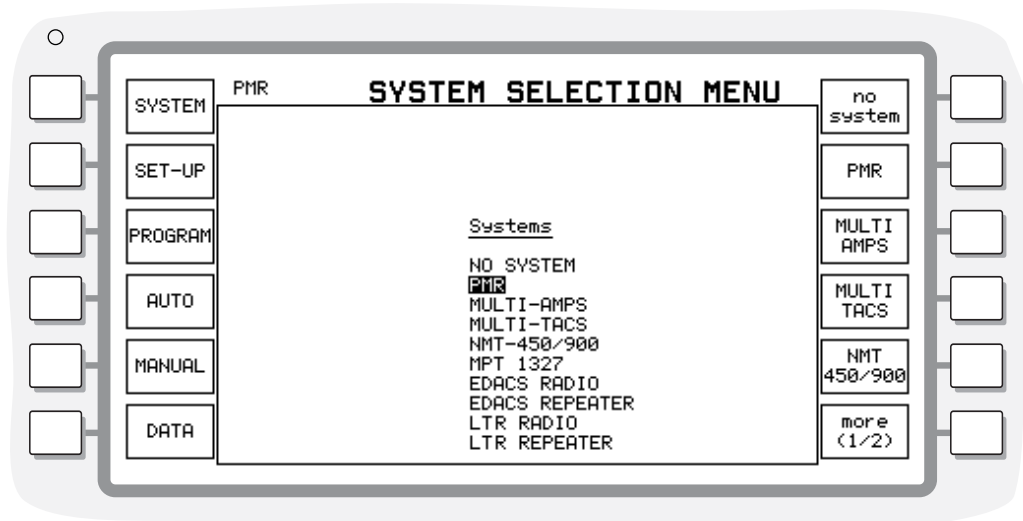 PMR
SYSTEM SELECTION MENU
SYSTEM
SET-UP
PROGRAM
AUTO
MANUAL
DATA
Systems
NO SYSTEM
PMR
MULTI-AMPS
MULTI-TACS
NMT-450/900
MPT 1327
EDACS RADIO
EDACS REPEATER
LTR RADIO
LTR REPEATER
no
system
PMR
MULTI
AMPS
MULTI
TACS
NMT
450/900
more
(1/2)